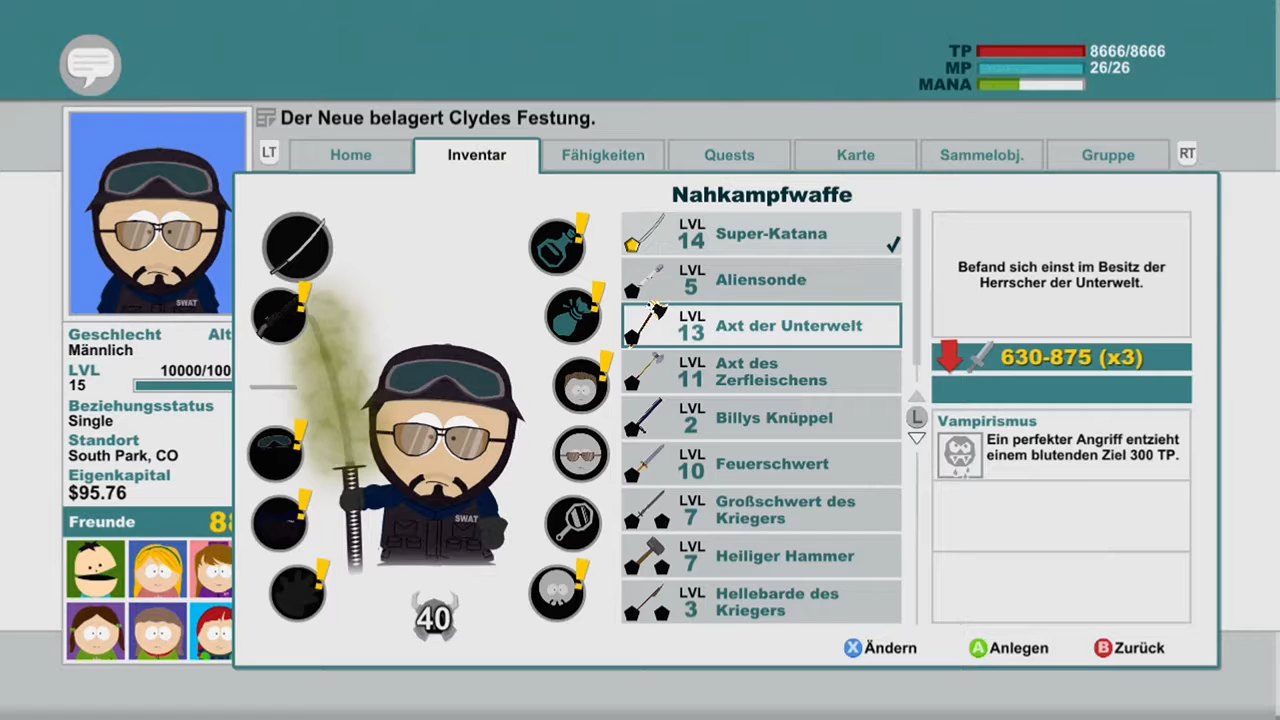 TP 8666/8666
MP 26/26
MANA
Der Neue belagert Clydes Festung.
LT Home Inventar Fähigkeiten Quests Karte Sammelobj. Gruppe RT
Nahkampfwaffe
LVL 14 Super-Katana
LVL 5 Aliensonde
LVL 13 Axt der Unterwelt
LVL 11 Axt des
Zerfleischens
LVL 2 Billys Knüppel
LVL 10 Feuerschwert
LVL 7 Großschwert des
Kriegers
LVL 7 Heiliger Hammer
LVL 3 Hellebarde des
Kriegers
Befand sich einst im Besitz der
Herrscher der Unterwelt.
630-875 (x3)
L
Vampirismus
Ein perfekter Angriff entzieht
einem blutenden Ziel 300 TP.
SWAT
SWAT
40
Geschlecht Alt
Männlich
LVL 10000/100
15
Beziehungsstatus
Single
Standort
South Park, CO
Eigenkapital
$95.76
Freunde
X Ändern A Anlegen B Zurück